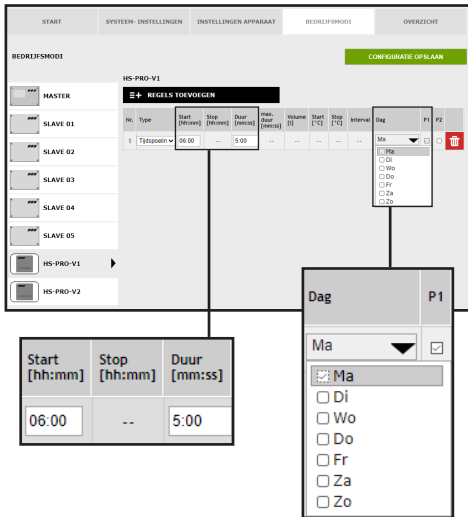 START SYSTEEM- INSTELLINGEN INSTELLINGEN APPARAAT BEDRIJFSMODI OVERZICHT
BEDRIJFSMODI
CONFIGURATIE OPSLAAN
HS-PRO-V1
REGELS TOEVOEGEN
MASTER
SLAVE 01
SLAVE 02
SLAVE 03
SLAVE 04
SLAVE 05
HS-PRO-V1
HS-PRO-V2
Nr. Type Start [hh:mm] Stop [hh:mm] Duur [mm:ss] max. duur [mm:ss] Volume [l] Start [°C] Stop [°C] Interval Dag P1 P2
1 Tijdspoelin 06:00 -- 5:00 -- -- -- -- -- Ma
Ma
Di
Wo
Do
Fr
Za
Zo
Start [hh:mm] Stop [hh:mm] Duur [mm:ss]
06:00 -- 5:00
Dag P1
Ma
Ma
Di
Wo
Do
Fr
Za
Zo